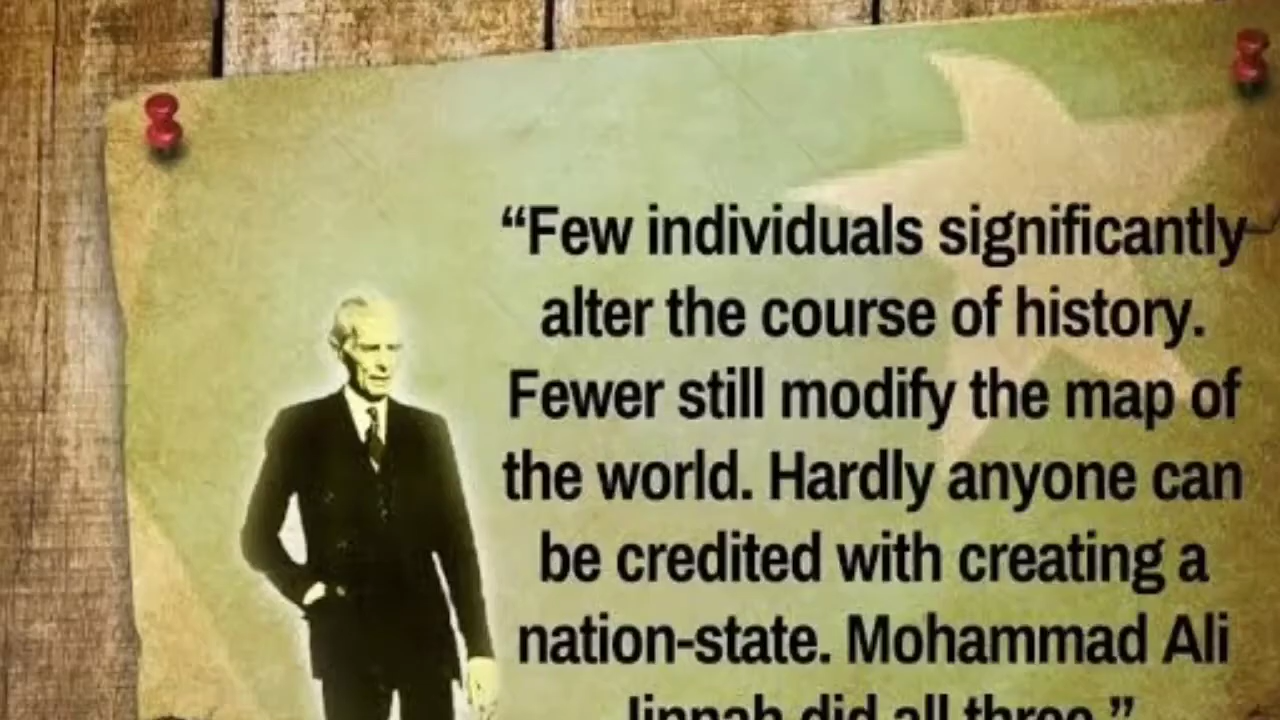 “Few individuals significantly
alter the course of history.
Fewer still modify the map of
the world. Hardly anyone can
be credited with creating a
nation-state. Mohammad Ali
Jinnah did all three.”